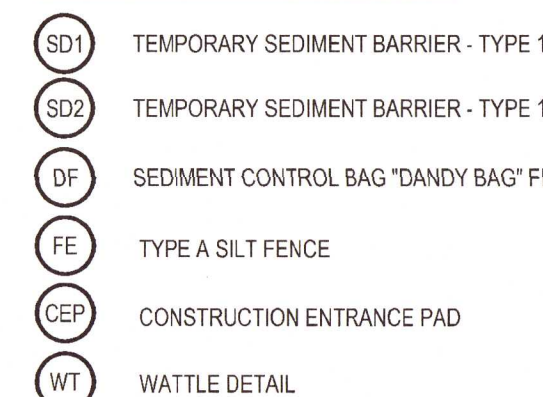 SD1 TEMPORARY SEDIMENT BARRIER - TYPE 1
SD2 TEMPORARY SEDIMENT BARRIER - TYPE 1
DF SEDIMENT CONTROL BAG "DANDY BAG"
FE TYPE A SILT FENCE
CEP CONSTRUCTION ENTRANCE PAD
WT WATTLE DETAIL